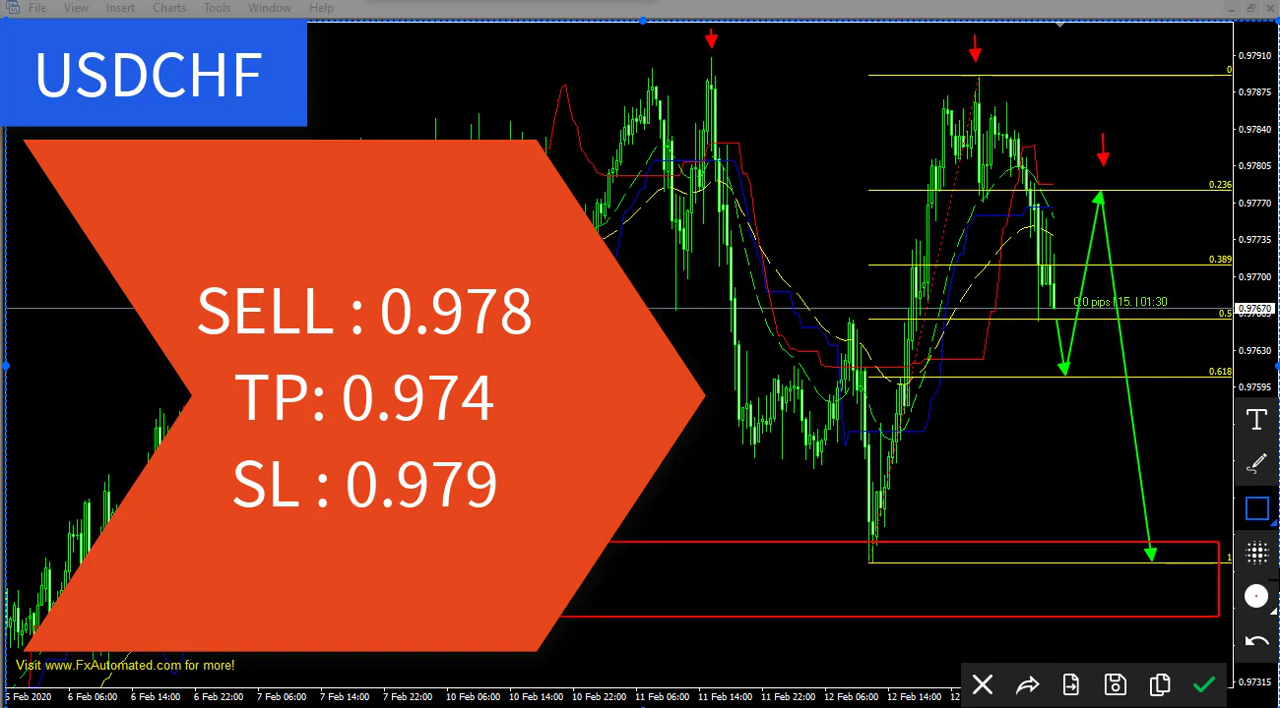 File View Insert Charts Tools Window Help
USDCHF
SELL : 0.978
TP: 0.974
SL : 0.979
0.97910
0
0.97875
0.97840
0.97805
0.236
0.97770
0.97735
0.389
0.97700
0.0 pips | 15. | 01:30
0.97670
0.5
0.97630
0.618
0.97595
1
T
0.97315
Visit www.FxAutomated.com for more!
5 Feb 2020 6 Feb 06:00 6 Feb 14:00 6 Feb 22:00 7 Feb 06:00 7 Feb 14:00 7 Feb 22:00 10 Feb 06:00 10 Feb 14:00 10 Feb 22:00 11 Feb 06:00 11 Feb 14:00 11 Feb 22:00 12 Feb 06:00 12 Feb 14:00